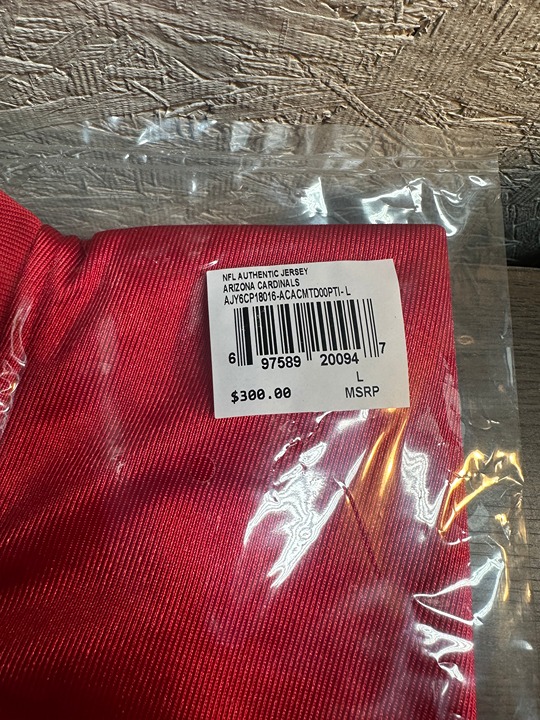 NFL AUTHENTIC JERSEY
ARIZONA CARDINALS
AJY6CP18016-ACACMTD00PTI-L
6 97589 20094 7
L
$300.00 MSRP